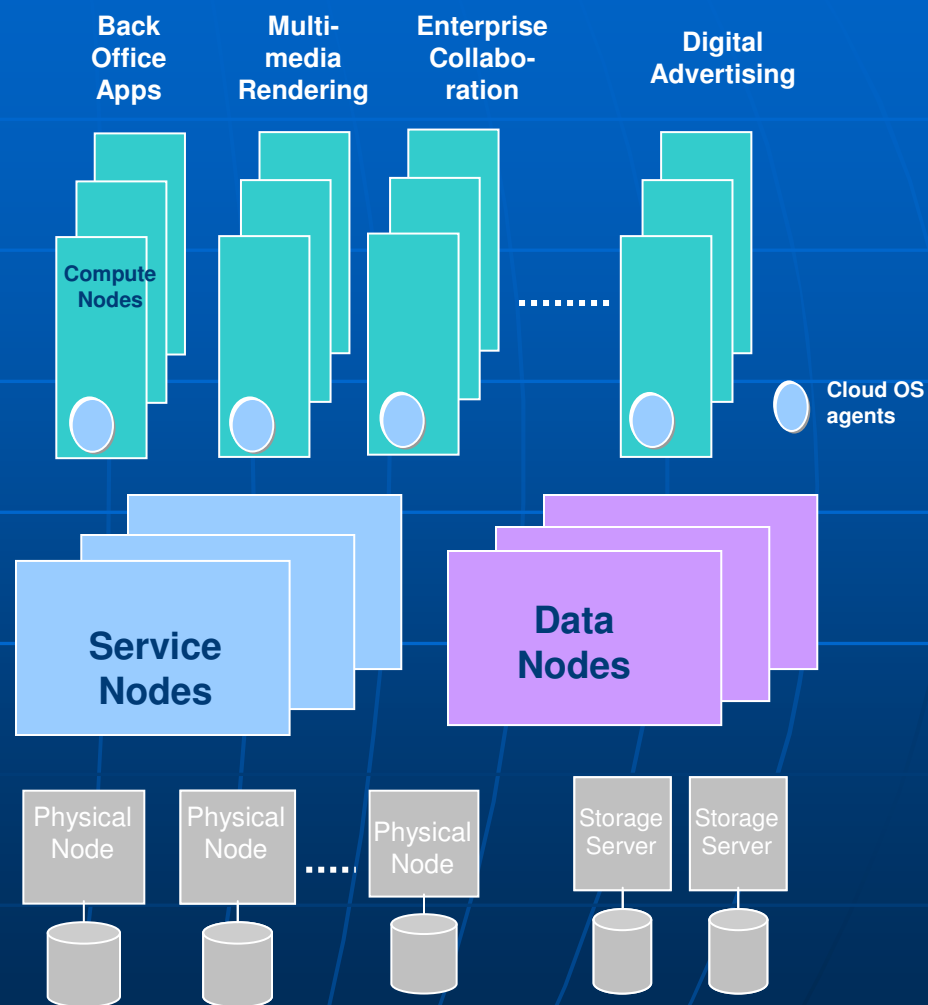 Back
Office
Apps
Multi-
media
Rendering
Enterprise
Collabo-
ration
Digital
Advertising
Compute
Nodes
Cloud OS
agents
Service
Nodes
Data
Nodes
Physical
Node
Physical
Node
Physical
Node
Storage
Server
Storage
Server